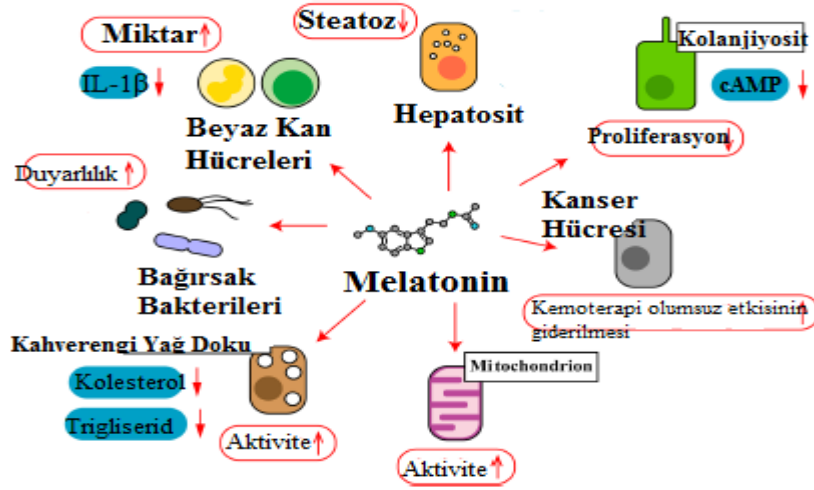 Miktar↑
IL-1β ↓
Beyaz Kan
Hücreleri
Steatoz↓
Hepatosit
Kolanjiyosit
cAMP ↓
Proliferasyon↓
Duyarlılık ↑
Bağırsak
Bakterileri
Melatonin
Kanser
Hücresi
Kemoterapi olumsuz etkisinin ↑
giderilmesi
Kahverengi Yağ Doku
Kolesterol ↓
Trigliserid ↓
Aktivite ↑
Mitochondrion
Aktivite ↑